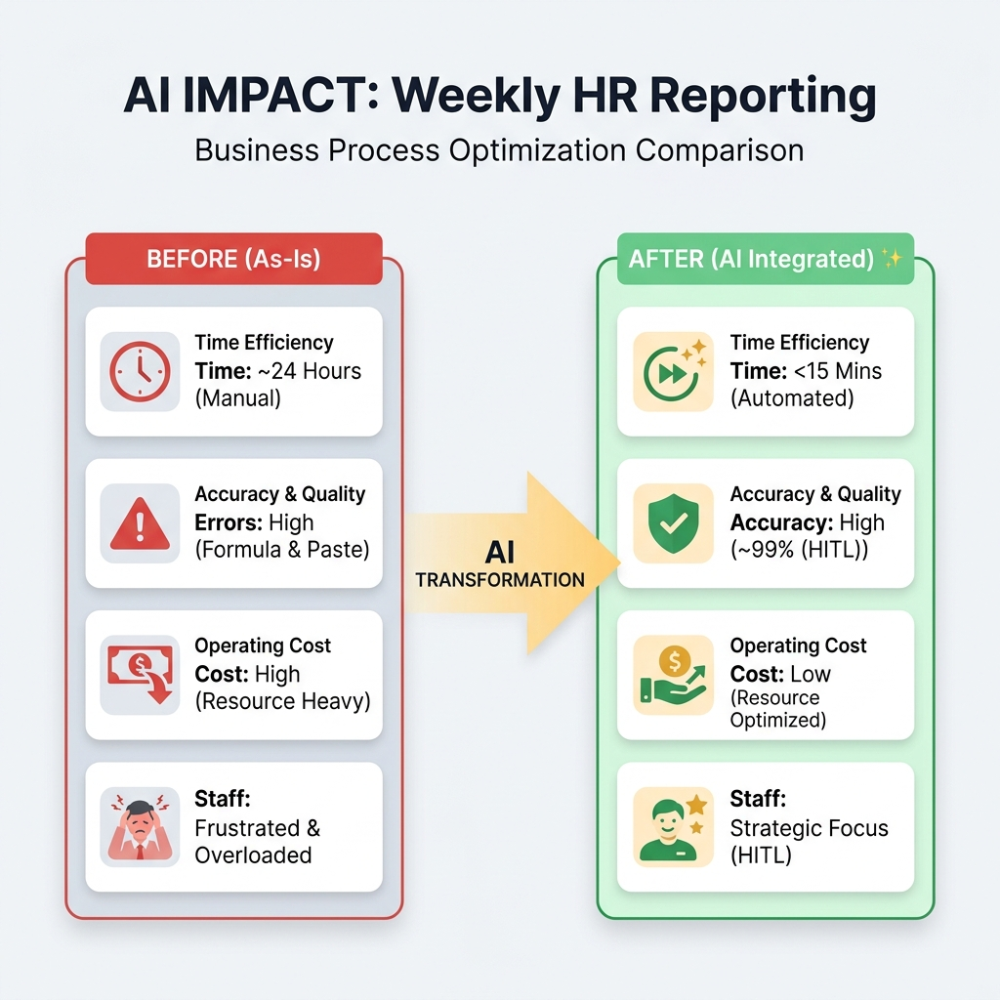 AI IMPACT: Weekly HR Reporting
Business Process Optimization Comparison
BEFORE (As-Is)
Time Efficiency
Time: ~24 Hours
(Manual)
Accuracy & Quality
Errors: High
(Formula & Paste)
Operating Cost
Cost: High
(Resource Heavy)
Staff:
Frustrated &
Overloaded
AI
TRANSFORMATION
AFTER (AI Integrated) ✨
Time Efficiency
Time: <15 Mins
(Automated)
Accuracy & Quality
Accuracy: High
(~99% (HITL))
Operating Cost
Cost: Low
(Resource
Optimized)
Staff:
Strategic Focus
(HITL)